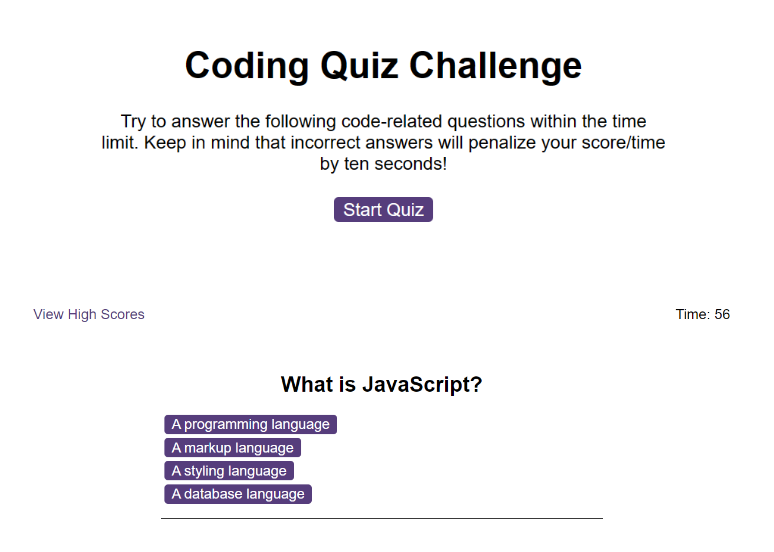 Coding Quiz Challenge
Try to answer the following code-related questions within the time
limit. Keep in mind that incorrect answers will penalize your score/time
by ten seconds!
Start Quiz
View High Scores
Time: 56
What is JavaScript?
A programming language
A markup language
A styling language
A database language